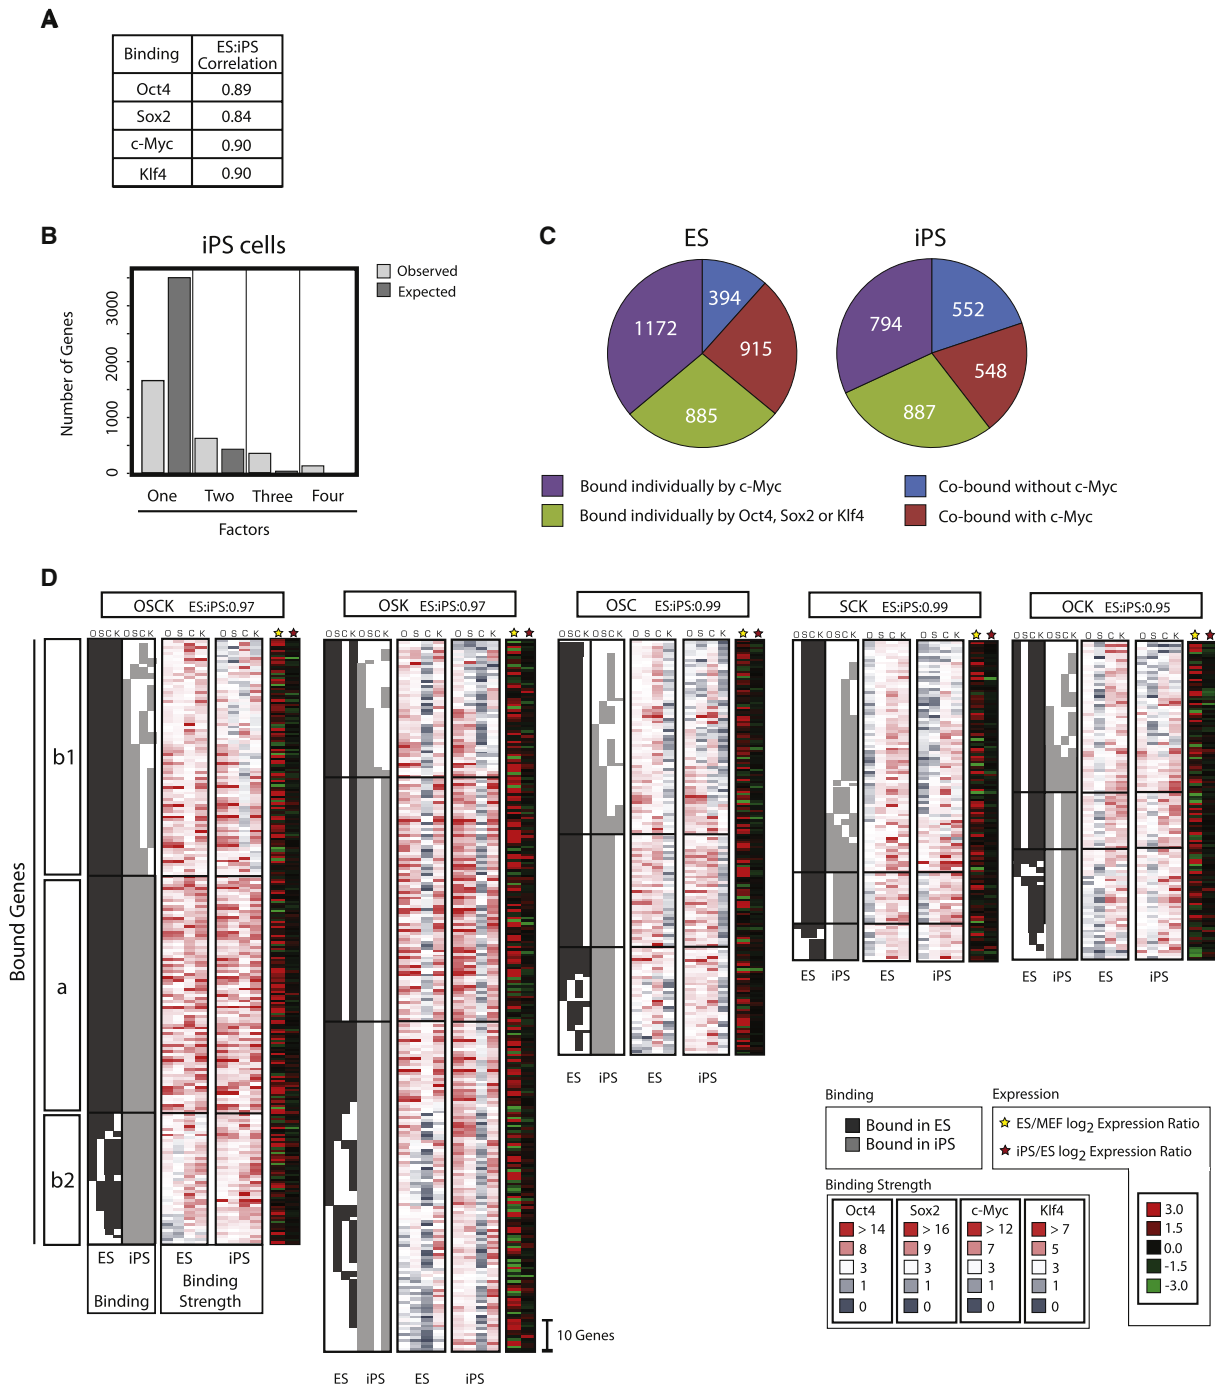 A
Binding ES:iPS Correlation
Oct4 0.89
Sox2 0.84
c-Myc 0.90
Klf4 0.90
B
iPS cells
Observed
Expected
Number of Genes
3000
2000
1000
0
One Two Three Four
Factors
C
ES iPS
394
915
885
1172
552
548
887
794
Bound individually by c-Myc
Bound individually by Oct4, Sox2 or Klf4
Co-bound without c-Myc
Co-bound with c-Myc
D
OSCK ES:iPS:0.97
OSK ES:iPS:0.97
OSC ES:iPS:0.99
SCK ES:iPS:0.99
OCK ES:iPS:0.95
O S C K O S C K O S C K O S C K
O S C K O S C K O S C K O S C K
O S C K O S C K O S C K O S C K
O S C K O S C K O S C K O S C K
O S C K O S C K O S C K O S C K
Bound Genes
b1
a
b2
ES iPS ES iPS
Binding
Binding Strength
ES iPS ES iPS
10 Genes
ES iPS ES iPS
ES iPS ES iPS
ES iPS ES iPS
Binding
Bound in ES
Bound in iPS
Expression
ES/MEF log2 Expression Ratio
iPS/ES log2 Expression Ratio
3.0
1.5
0.0
-1.5
-3.0
Binding Strength
Oct4 Sox2 c-Myc Klf4
> 14 > 16 > 12 > 7
8 9 7 5
3 3 3 3
1 1 1 1
0 0 0 0